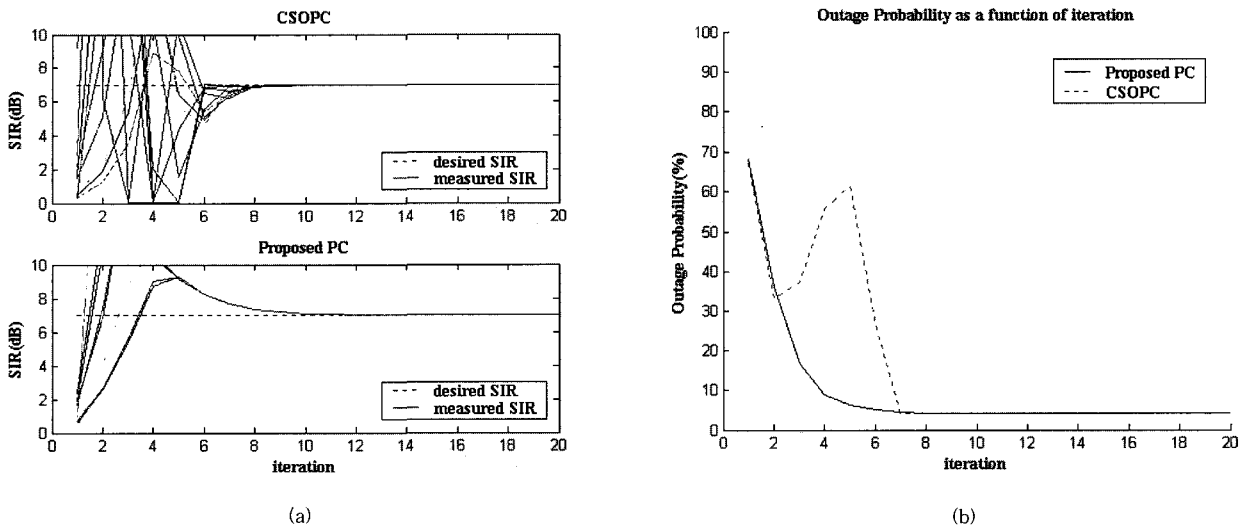 CSOPC
10
8
6
4
2
0
SIR(dB)
desired SIR
measured SIR
0 2 4 6 8 10 12 14 16 18 20
Proposed PC
10
8
6
4
2
0
SIR(dB)
desired SIR
measured SIR
0 2 4 6 8 10 12 14 16 18 20
iteration
(a)
Outage Probability as a function of iteration
100
90
80
70
60
50
40
30
20
10
0
Outage Probability(%)
Proposed PC
CSOPC
0 2 4 6 8 10 12 14 16 18 20
iteration
(b)